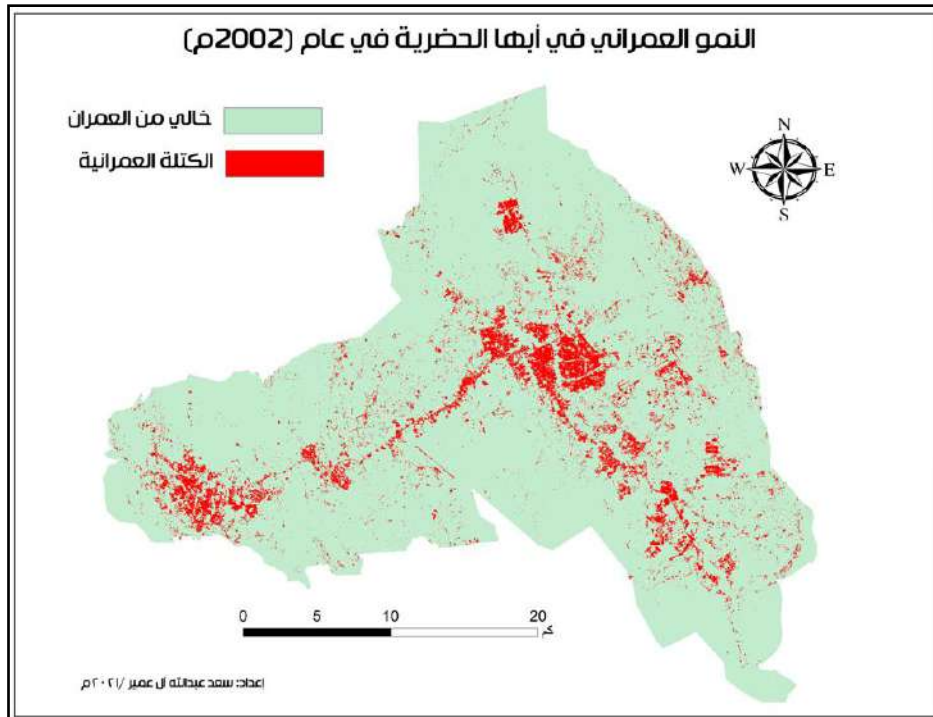 النمو العمراني في أبها الحضرية في عام (2002م)
خالي من العمران
الكتلة العمرانية
N
W E
S
0 5 10 20
كم
إعداد: سعد عبدالله آل عمير /٢٠٢١م